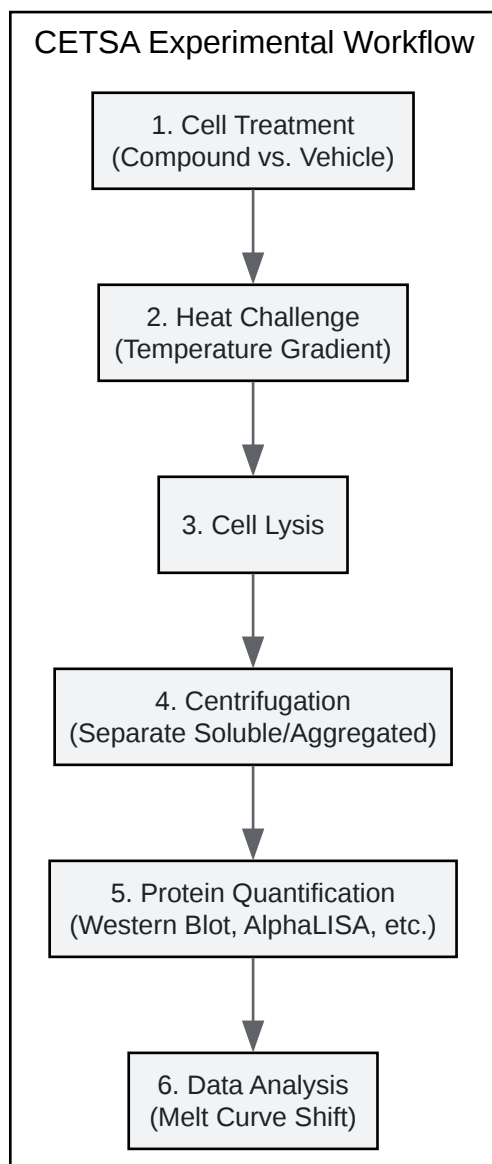 CETSA Experimental Workflow
1. Cell Treatment
(Compound vs. Vehicle)
2. Heat Challenge
(Temperature Gradient)
3. Cell Lysis
4. Centrifugation
(Separate Soluble/Aggregated)
5. Protein Quantification
(Western Blot, AlphaLISA, etc.)
6. Data Analysis
(Melt Curve Shift)